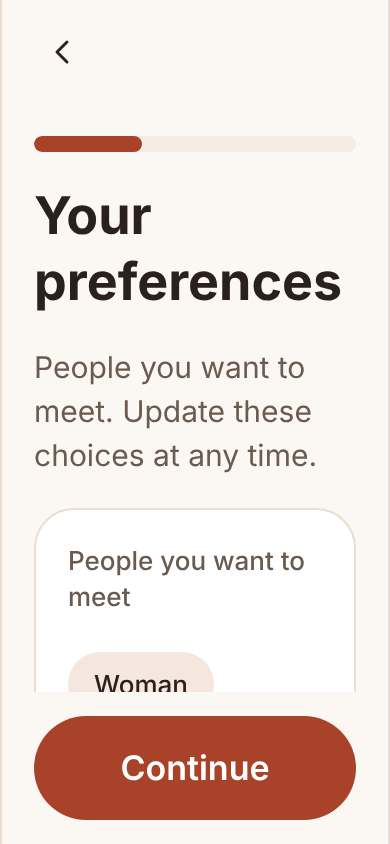 Your
preferences
People you want to
meet. Update these
choices at any time.
People you want to
meet
Woman
Continue